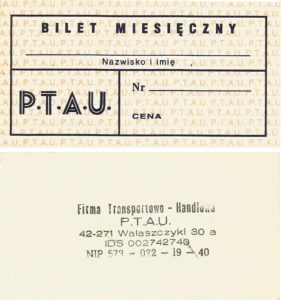 BILET MIESIĘCZNY
Nazwisko i imię
P.T.A.U.
Nr
CENA
Firma Transportowo - Handlowa
P.T.A.U.
42-271 Walaszczyki 30 a
IDS 002742740
NIP 573 - 022 - 19 - 40